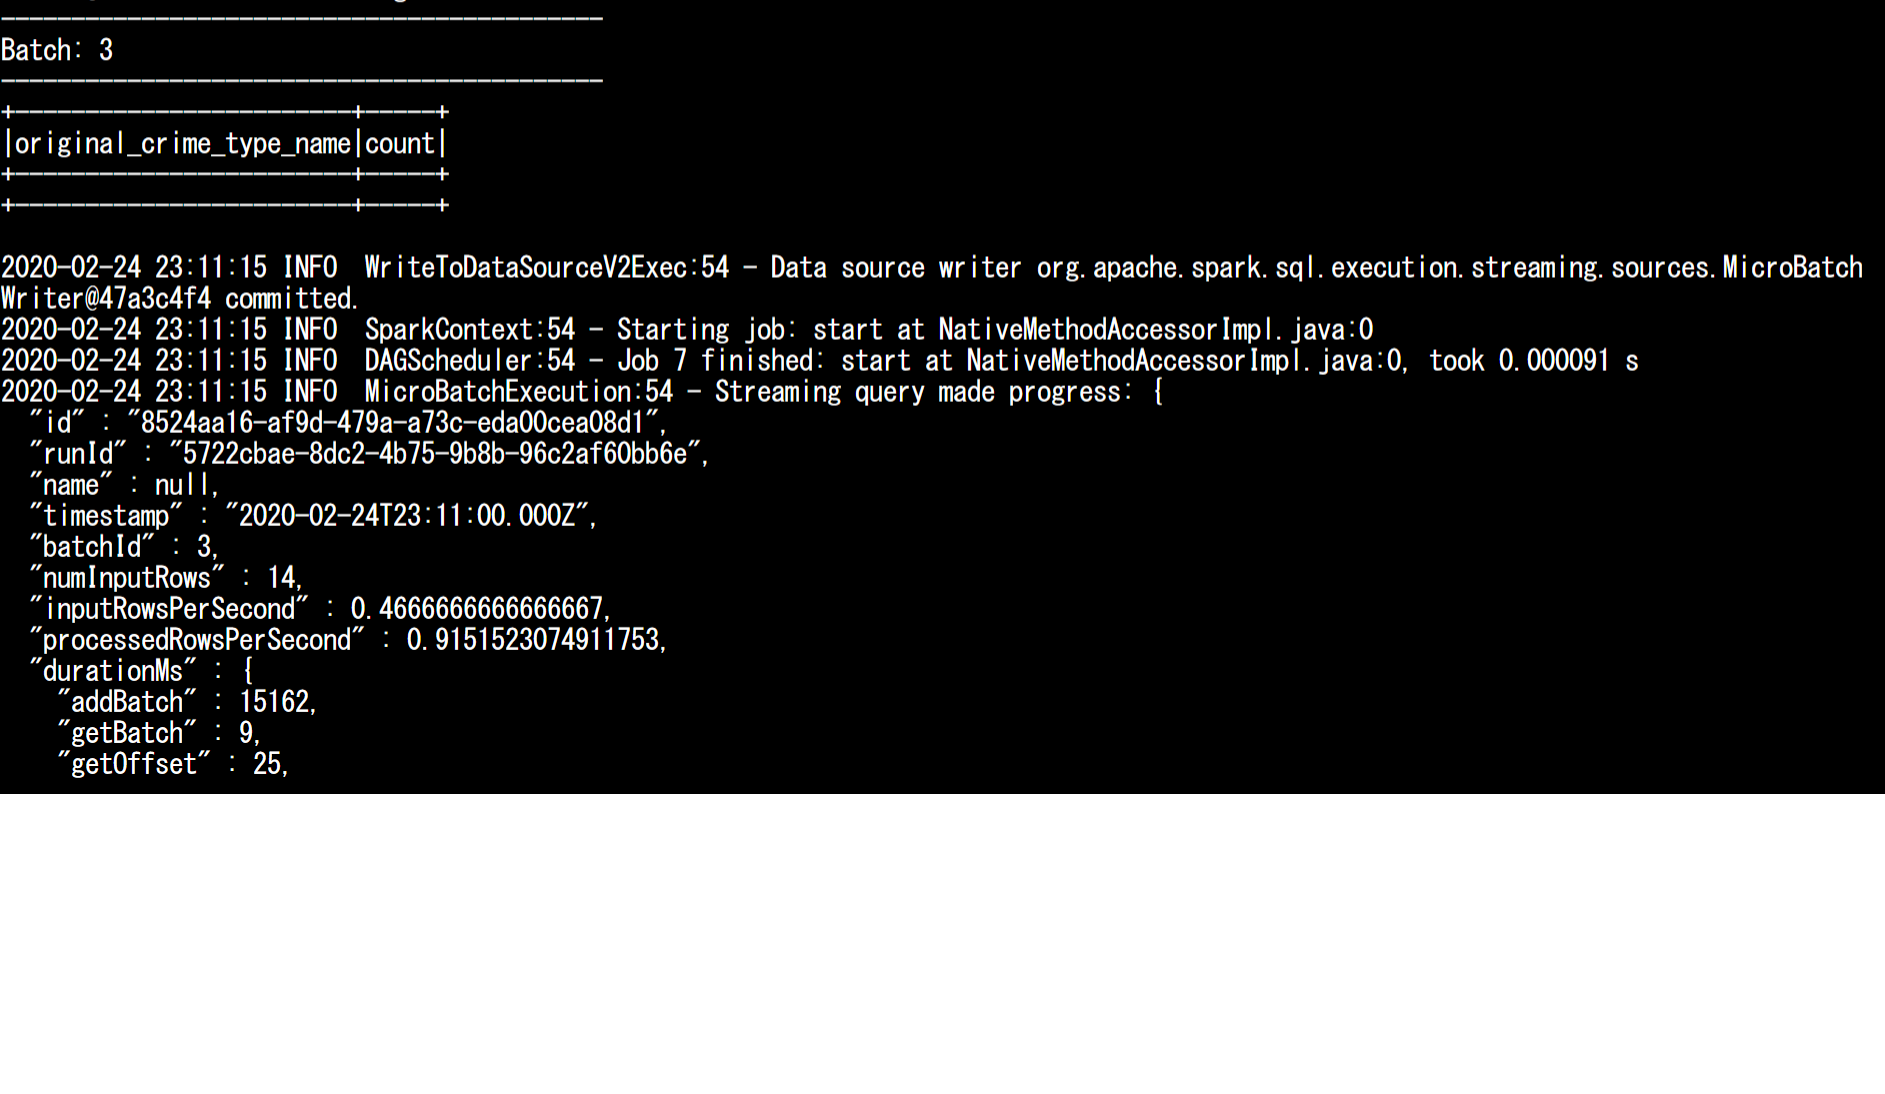 -------------------------------------------
Batch: 3
-------------------------------------------
+------------------------+-----+
|original_crime_type_name|count|
+------------------------+-----+
+------------------------+-----+
2020-02-24 23:11:15 INFO  WriteToDataSourceV2Exec:54 - Data source writer org.apache.spark.sql.execution.streaming.sources.MicroBatch
Writer@47a3c4f4 committed.
2020-02-24 23:11:15 INFO  SparkContext:54 - Starting job: start at NativeMethodAccessorImpl.java:0
2020-02-24 23:11:15 INFO  DAGScheduler:54 - Job 7 finished: start at NativeMethodAccessorImpl.java:0, took 0.000091 s
2020-02-24 23:11:15 INFO  MicroBatchExecution:54 - Streaming query made progress: {
  "id" : "8524aa16-af9d-479a-a73c-eda00cea08d1",
  "runId" : "5722cbae-8dc2-4b75-9b8b-96c2af60bb6e",
  "name" : null,
  "timestamp" : "2020-02-24T23:11:00.000Z",
  "batchId" : 3,
  "numInputRows" : 14,
  "inputRowsPerSecond" : 0.4666666666666667,
  "processedRowsPerSecond" : 0.9151523074911753,
  "durationMs" : {
    "addBatch" : 15162,
    "getBatch" : 9,
    "getOffset" : 25,